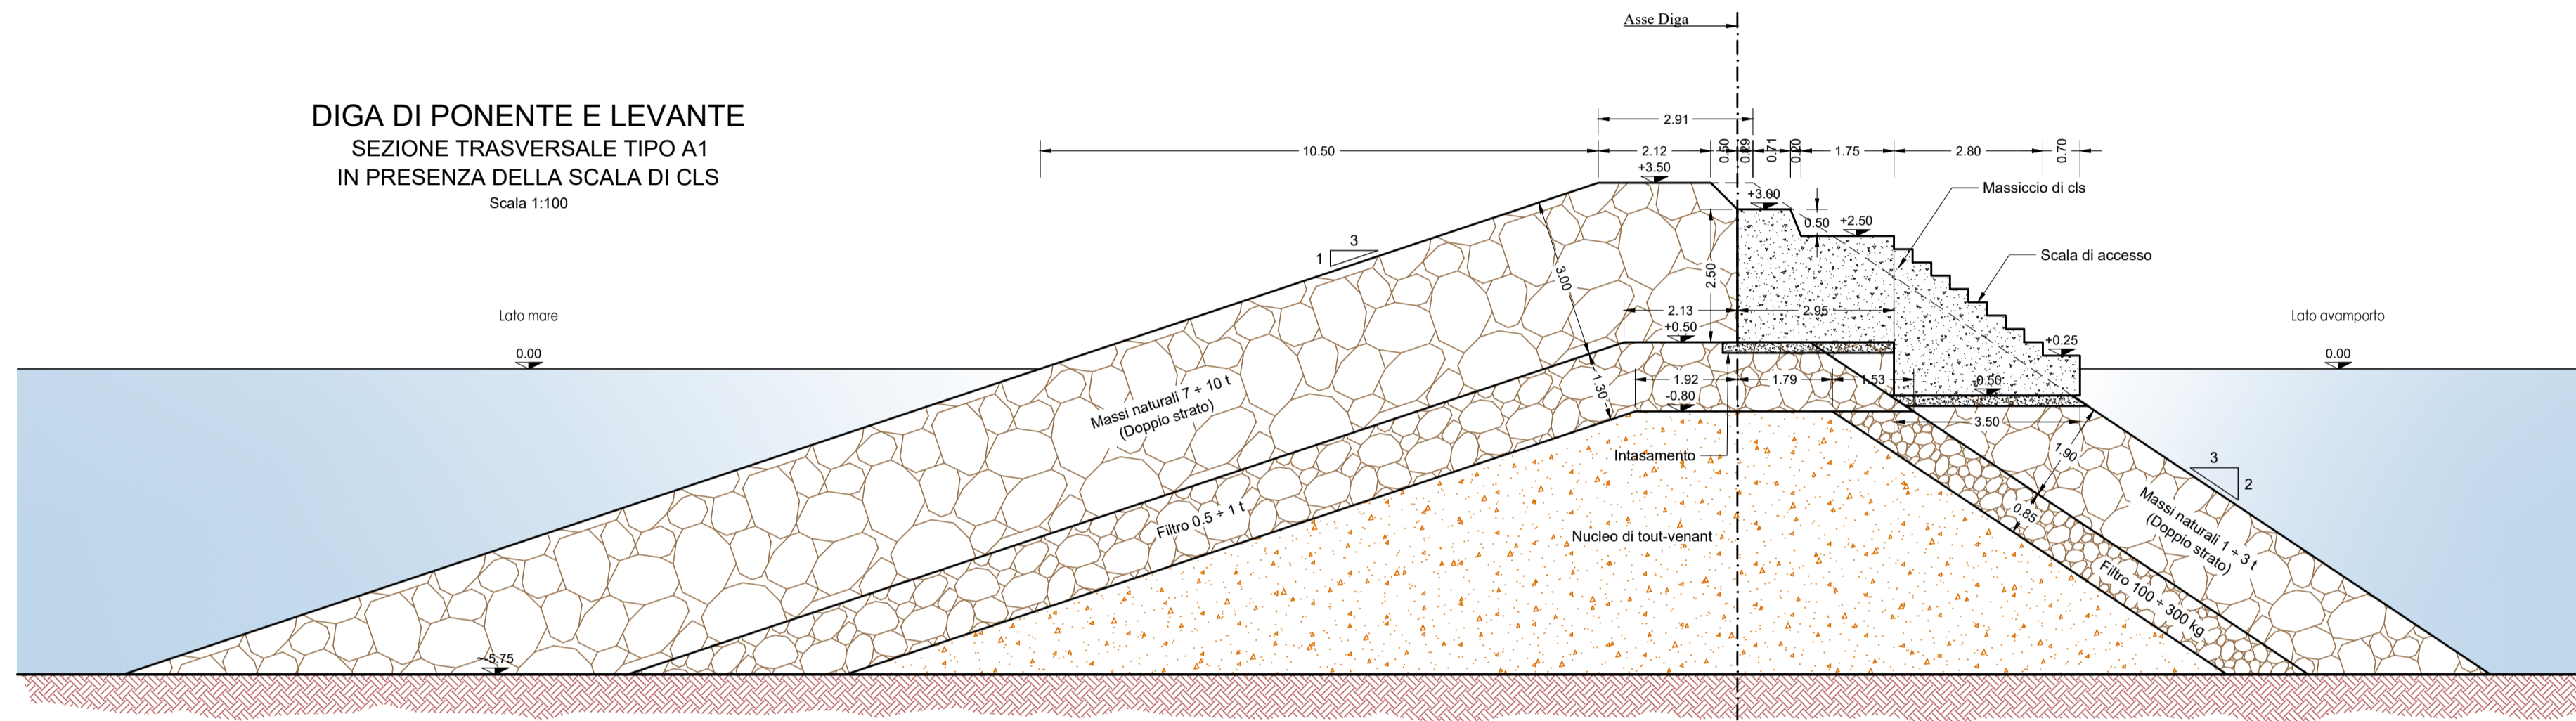 Asse Diga
DIGA DI PONENTE E LEVANTE
SEZIONE TRASVERSALE TIPO A1
IN PRESENZA DELLA SCALA DI CLS
Scala 1:100
2.91
10.50
2.12
0.50
0.29
0.71
0.20
1.75
2.80
0.70
+3.50
+3.00
Massiccio di cls
0.50
+2.50
3
1
Scala di accesso
3.00
2.50
Lato mare
2.13
2.95
Lato avamporto
+0.50
+0.25
0.00
0.00
1.30
1.92
1.79
1.53
-0.50
-0.80
Massi naturali 7 ÷ 10 t
(Doppio strato)
3.50
Intasamento
1.90
3
2
Filtro 0.5 ÷ 1 t
0.85
Massi naturali 1 ÷ 3 t
(Doppio strato)
Nucleo di tout-venant
Filtro 100 ÷ 300 kg
~-5.75